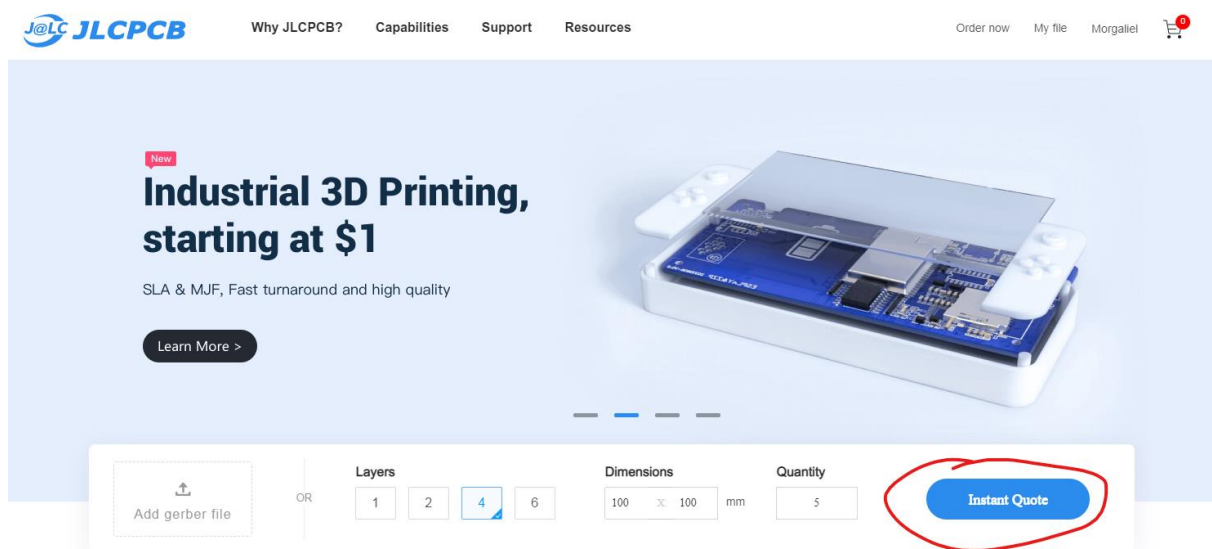 J@LC JLCPCB
Why JLCPCB? Capabilities Support Resources
Order now My file Morgaliel 0
New
Industrial 3D Printing,
starting at $1
SLA & MJF, Fast turnaround and high quality
Learn More >
Add gerber file
OR
Layers
1 2 4 6
Dimensions
100 X 100 mm
Quantity
5
Instant Quote